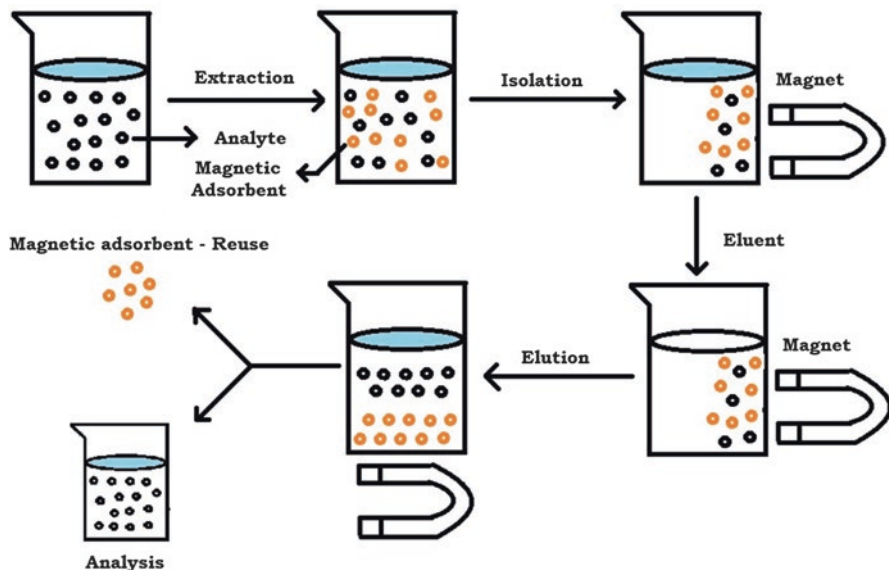 Extraction
Isolation
Magnet
Analyte
Magnetic
Adsorbent
Eluent
Magnetic adsorbent - Reuse
Elution
Magnet
Analysis